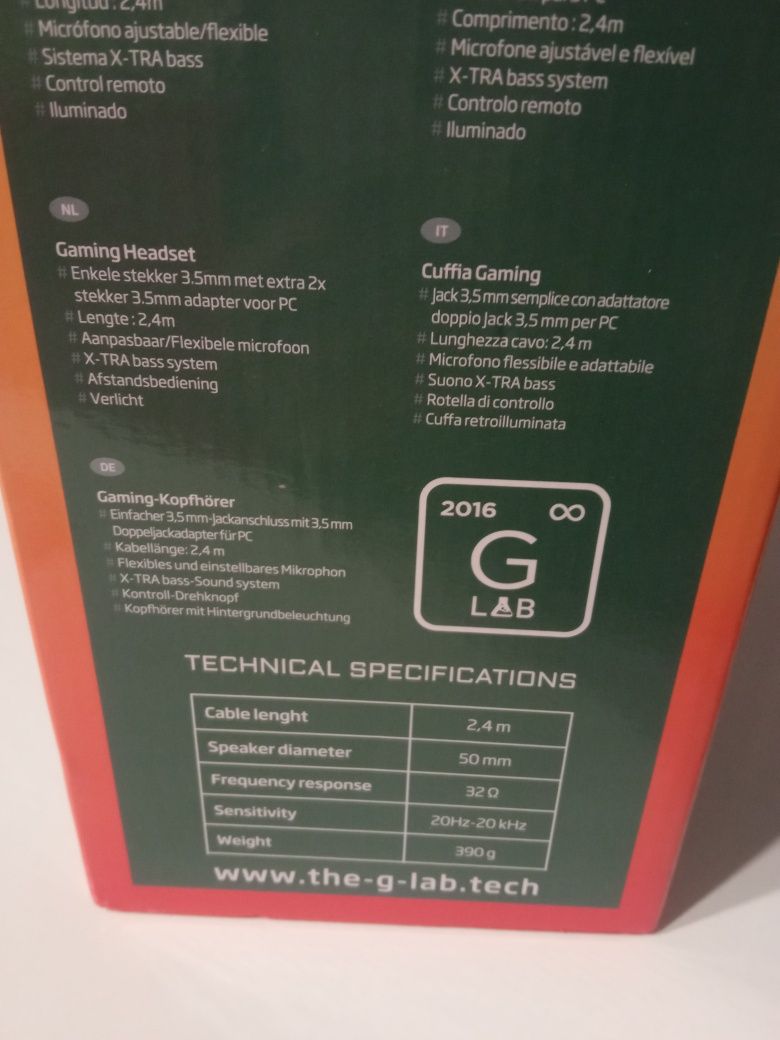 Longitud : 2,4m
# Micrófono ajustable/flexible
# Sistema X-TRA bass
# Control remoto
# Iluminado
# Comprimento : 2,4m
# Microfone ajustável e flexível
# X-TRA bass system
# Controlo remoto
# Iluminado
NL
Gaming Headset
# Enkele stekker 3.5mm met extra 2x
stekker 3.5mm adapter voor PC
# Lengte : 2,4m
# Aanpasbaar/Flexibele microfoon
# X-TRA bass system
# Afstandsbediening
# Verlicht
IT
Cuffia Gaming
# Jack 3,5 mm semplice con adattatore
doppio Jack 3,5 mm per PC
# Lunghezza cavo: 2,4 m
# Microfono flessibile e adattabile
# Suono X-TRA bass
# Rotella di controllo
# Cuffa retroilluminata
DE
Gaming-Kopfhörer
# Einfacher 3,5 mm-Jackanschluss mit 3,5 mm
Doppeljackadapter für PC
# Kabellänge: 2,4 m
# Flexibles und einstellbares Mikrophon
# X-TRA bass-Sound system
# Kontroll-Drehknopf
# Kopfhörer mit Hintergrundbeleuchtung
2016 ∞
G
LAB
TECHNICAL SPECIFICATIONS
Cable lenght 2,4 m
Speaker diameter 50 mm
Frequency response 32 Ω
Sensitivity 20Hz-20 kHz
Weight 390 g
www.the-g-lab.tech